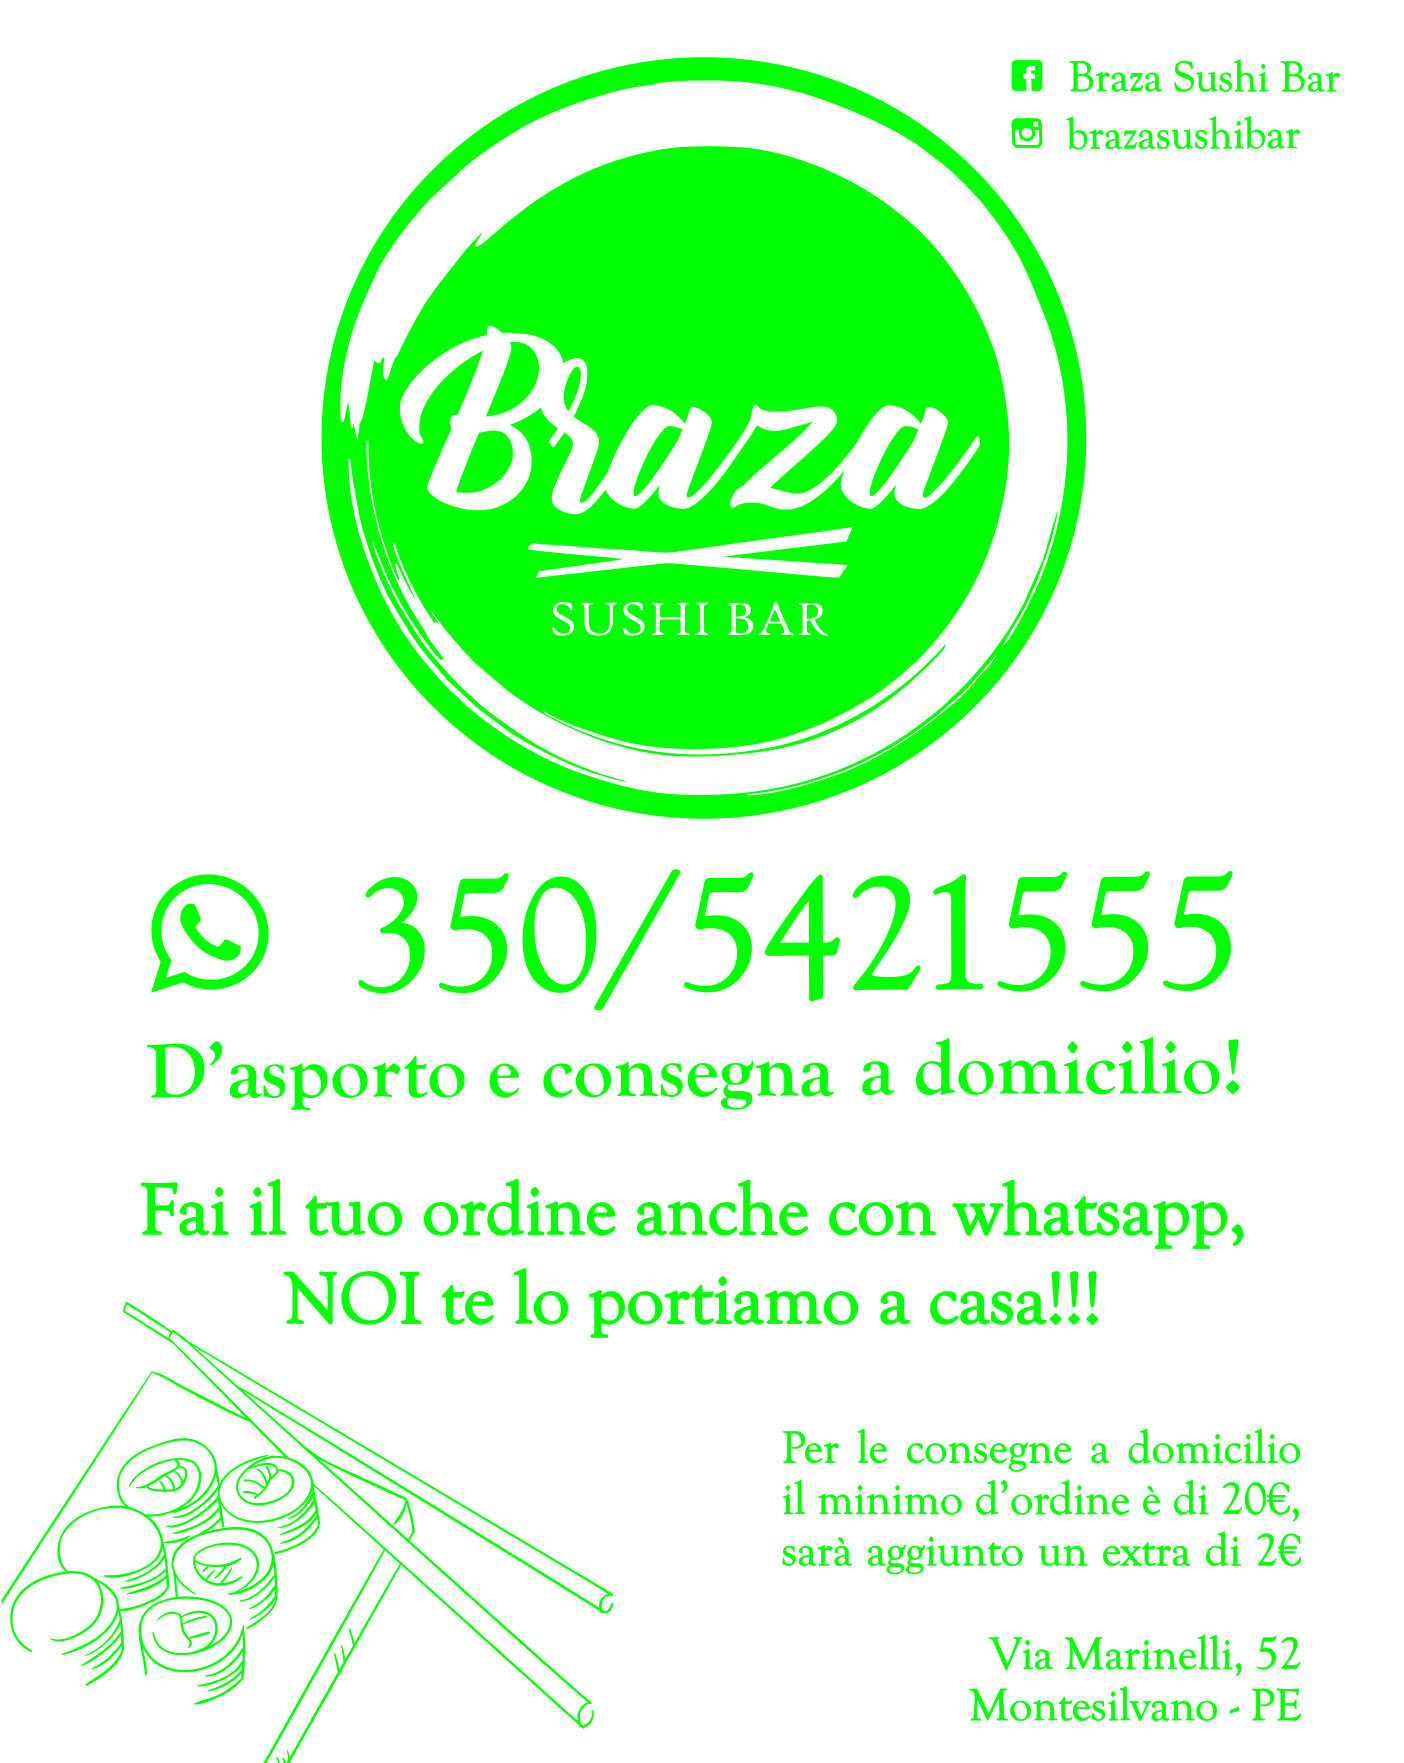 Braza Sushi Bar
brazasushibar
Braza
SUSHI BAR
350/5421555
D’asporto e consegna a domicilio!
Fai il tuo ordine anche con whatsapp,
NOI te lo portiamo a casa!!!
Per le consegne a domicilio
il minimo d’ordine è di 20€,
sarà aggiunto un extra di 2€
Via Marinelli, 52
Montesilvano - PE